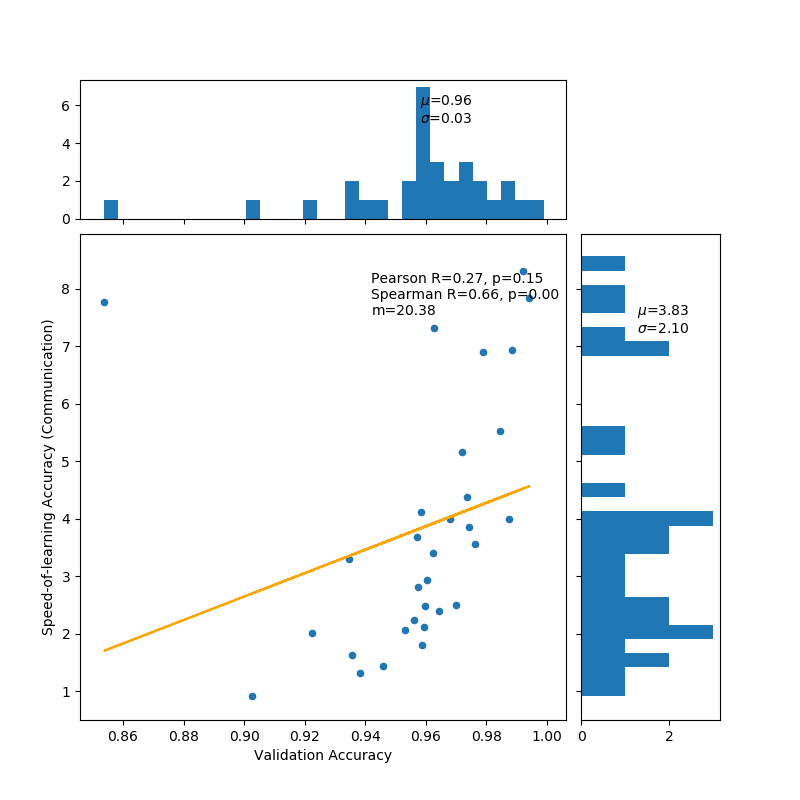 6
4
2
0
μ=0.96
σ=0.03
Speed-of-learning Accuracy (Communication)
8
7
6
5
4
3
2
1
Pearson R=0.27, p=0.15
Spearman R=0.66, p=0.00
m=20.38
μ=3.83
σ=2.10
0.86 0.88 0.90 0.92 0.94 0.96 0.98 1.00
Validation Accuracy
0 2